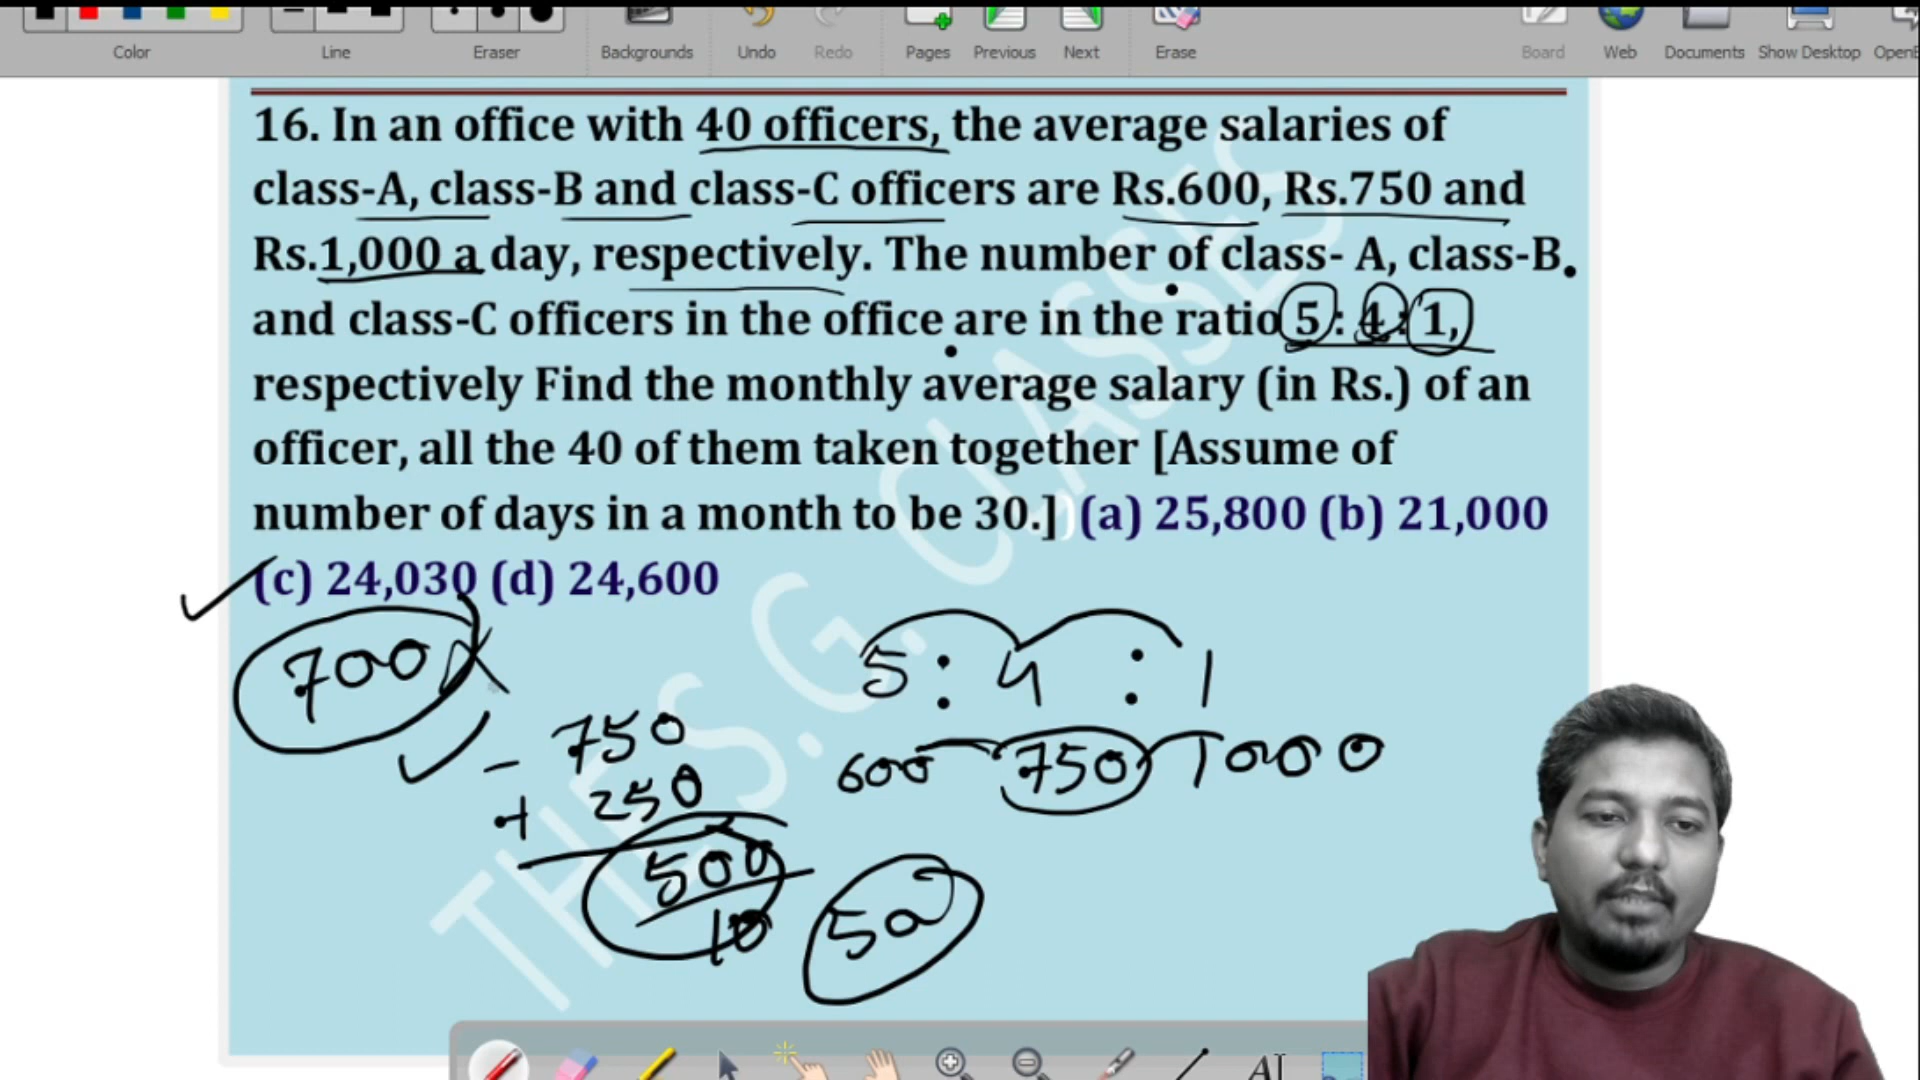 Color Line Eraser Backgrounds Undo Redo Pages Previous Next Erase Board Web Documents Show Desktop
16. In an office with 40 officers, the average salaries of
class-A, class-B and class-C officers are Rs.600, Rs.750 and
Rs.1,000 a day, respectively. The number of class- A, class-B
and class-C officers in the office are in the ratio 5 : 4 : 1,
respectively Find the monthly average salary (in Rs.) of an
officer, all the 40 of them taken together [Assume of
number of days in a month to be 30.] (a) 25,800 (b) 21,000
(c) 24,030 (d) 24,600
700
5 : 4 : 1
- 750
600 750 1000
+ 250
500
10
50
THE S.G. CLASSES
AI